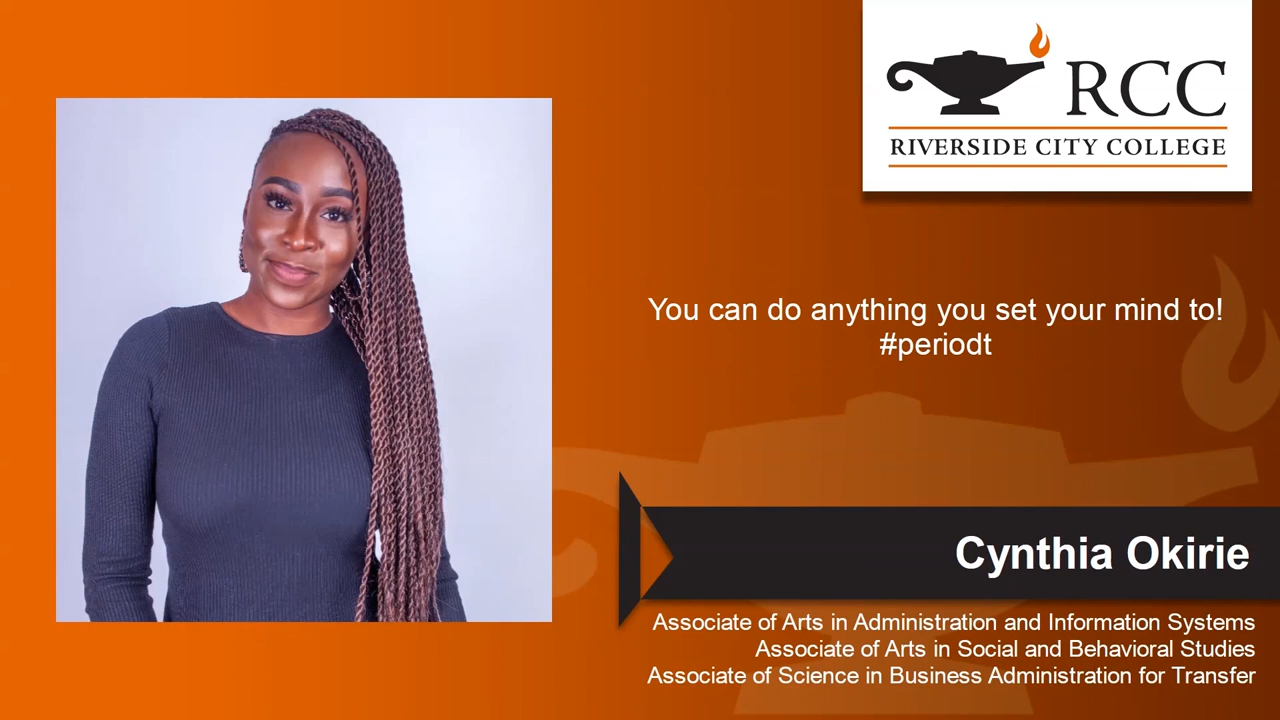 RCC
RIVERSIDE CITY COLLEGE
You can do anything you set your mind to!
#periodt
Cynthia Okirie
Associate of Arts in Administration and Information Systems
Associate of Arts in Social and Behavioral Studies
Associate of Science in Business Administration for Transfer